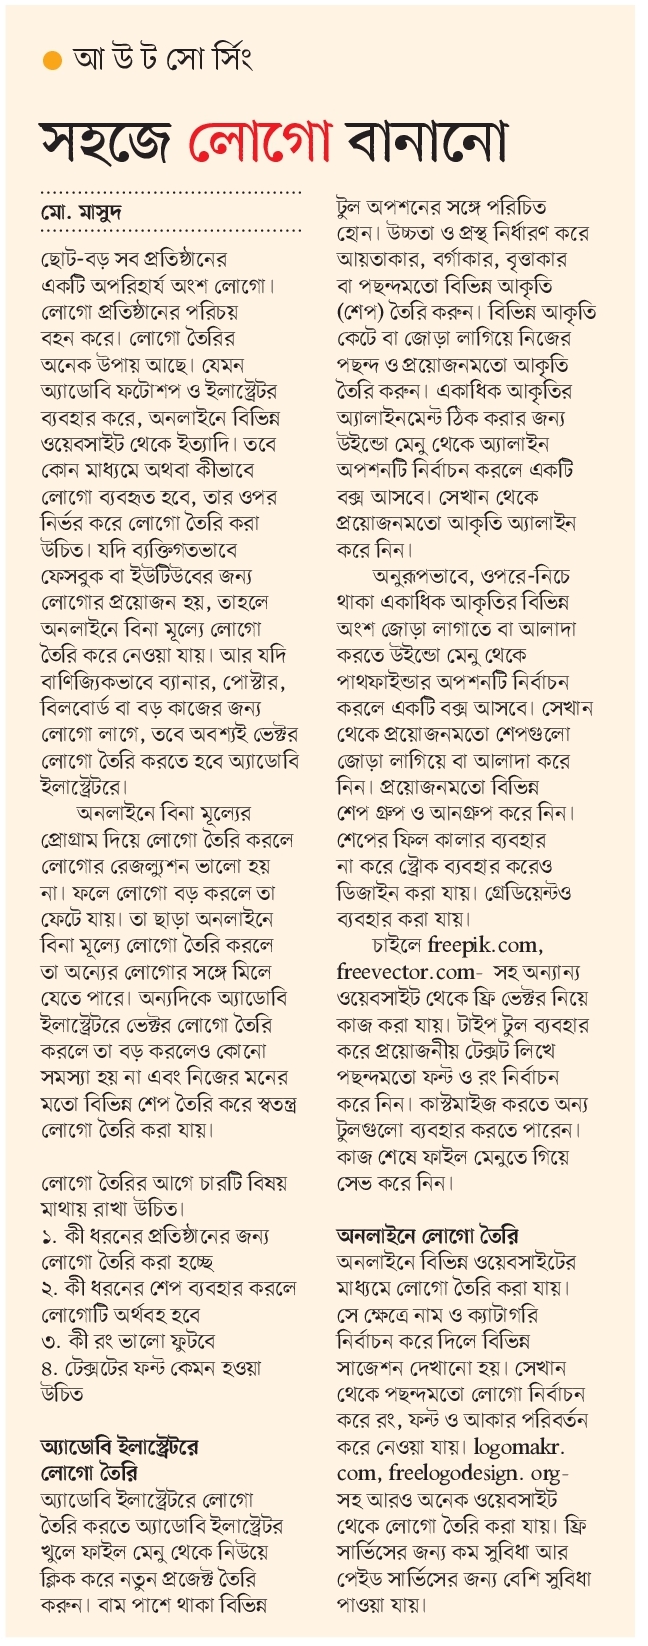 আ উ ট সো র্সিং
সহজে লোগো বানানো
মো. মাসুদ
ছোট-বড় সব প্রতিষ্ঠানের
একটি অপরিহার্য অংশ লোগো।
লোগো প্রতিষ্ঠানের পরিচয়
বহন করে। লোগো তৈরির
অনেক উপায় আছে। যেমন
অ্যাডোবি ফটোশপ ও ইলাস্ট্রেটর
ব্যবহার করে, অনলাইনে বিভিন্ন
ওয়েবসাইট থেকে ইত্যাদি। তবে
কোন মাধ্যমে অথবা কীভাবে
লোগো ব্যবহৃত হবে, তার ওপর
নির্ভর করে লোগো তৈরি করা
উচিত। যদি ব্যক্তিগতভাবে
ফেসবুক বা ইউটিউবের জন্য
লোগোর প্রয়োজন হয়, তাহলে
অনলাইনে বিনা মূল্যে লোগো
তৈরি করে নেওয়া যায়। আর যদি
বাণিজ্যিকভাবে ব্যানার, পোস্টার,
বিলবোর্ড বা বড় কাজের জন্য
লোগো লাগে, তবে অবশ্যই ভেক্টর
লোগো তৈরি করতে হবে অ্যাডোবি
ইলাস্ট্রেটরে।
অনলাইনে বিনা মূল্যের
প্রোগ্রাম দিয়ে লোগো তৈরি করলে
লোগোর রেজল্যুশন ভালো হয়
না। ফলে লোগো বড় করলে তা
ফেটে যায়। তা ছাড়া অনলাইনে
বিনা মূল্যে লোগো তৈরি করলে
তা অন্যের লোগোর সঙ্গে মিলে
যেতে পারে। অন্যদিকে অ্যাডোবি
ইলাস্ট্রেটরে ভেক্টর লোগো তৈরি
করলে তা বড় করলেও কোনো
সমস্যা হয় না এবং নিজের মনের
মতো বিভিন্ন শেপ তৈরি করে স্বতন্ত্র
লোগো তৈরি করা যায়।
লোগো তৈরির আগে চারটি বিষয়
মাথায় রাখা উচিত।
১. কী ধরনের প্রতিষ্ঠানের জন্য
লোগো তৈরি করা হচ্ছে
২. কী ধরনের শেপ ব্যবহার করলে
লোগোটি অর্থবহ হবে
৩. কী রং ভালো ফুটবে
৪. টেক্সটের ফন্ট কেমন হওয়া
উচিত
অ্যাডোবি ইলাস্ট্রেটরে
লোগো তৈরি
অ্যাডোবি ইলাস্ট্রেটরে লোগো
তৈরি করতে অ্যাডোবি ইলাস্ট্রেটর
খুলে ফাইল মেনু থেকে নিউয়ে
ক্লিক করে নতুন প্রজেক্ট তৈরি
করুন। বাম পাশে থাকা বিভিন্ন
টুল অপশনের সঙ্গে পরিচিত
হোন। উচ্চতা ও প্রস্থ নির্ধারণ করে
আয়তাকার, বর্গাকার, বৃত্তাকার
বা পছন্দমতো বিভিন্ন আকৃতি
(শেপ) তৈরি করুন। বিভিন্ন আকৃতি
কেটে বা জোড়া লাগিয়ে নিজের
পছন্দ ও প্রয়োজনমতো আকৃতি
তৈরি করুন। একাধিক আকৃতির
অ্যালাইনমেন্ট ঠিক করার জন্য
উইন্ডো মেনু থেকে অ্যালাইন
অপশনটি নির্বাচন করলে একটি
বক্স আসবে। সেখান থেকে
প্রয়োজনমতো আকৃতি অ্যালাইন
করে নিন।
অনুরূপভাবে, ওপরে-নিচে
থাকা একাধিক আকৃতির বিভিন্ন
অংশ জোড়া লাগাতে বা আলাদা
করতে উইন্ডো মেনু থেকে
পাথফাইন্ডার অপশনটি নির্বাচন
করলে একটি বক্স আসবে। সেখান
থেকে প্রয়োজনমতো শেপগুলো
জোড়া লাগিয়ে বা আলাদা করে
নিন। প্রয়োজনমতো বিভিন্ন
শেপ গ্রুপ ও আনগ্রুপ করে নিন।
শেপের ফিল কালার ব্যবহার
না করে স্ট্রোক ব্যবহার করেও
ডিজাইন করা যায়। গ্রেডিয়েন্টও
ব্যবহার করা যায়।
চাইলে freepik.com,
freevector.com- সহ অন্যান্য
ওয়েবসাইট থেকে ফ্রি ভেক্টর নিয়ে
কাজ করা যায়। টাইপ টুল ব্যবহার
করে প্রয়োজনীয় টেক্সট লিখে
পছন্দমতো ফন্ট ও রং নির্বাচন
করে নিন। কাস্টমাইজ করতে অন্য
টুলগুলো ব্যবহার করতে পারেন।
কাজ শেষে ফাইল মেনুতে গিয়ে
সেভ করে নিন।
অনলাইনে লোগো তৈরি
অনলাইনে বিভিন্ন ওয়েবসাইটের
মাধ্যমে লোগো তৈরি করা যায়।
সে ক্ষেত্রে নাম ও ক্যাটাগরি
নির্বাচন করে দিলে বিভিন্ন
সাজেশন দেখানো হয়। সেখান
থেকে পছন্দমতো লোগো নির্বাচন
করে রং, ফন্ট ও আকার পরিবর্তন
করে নেওয়া যায়। logomakr.
com, freelogodesign. org-
সহ আরও অনেক ওয়েবসাইট
থেকে লোগো তৈরি করা যায়। ফ্রি
সার্ভিসের জন্য কম সুবিধা আর
পেইড সার্ভিসের জন্য বেশি সুবিধা
পাওয়া যায়।